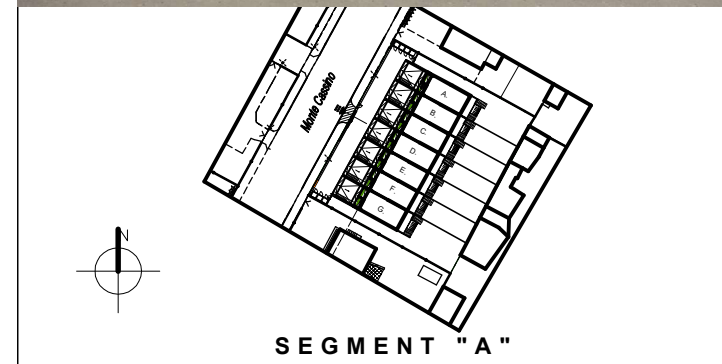 Monte Cassino
A.
B.
C.
D.
E.
F.
G.
N
SEGMENT "A"